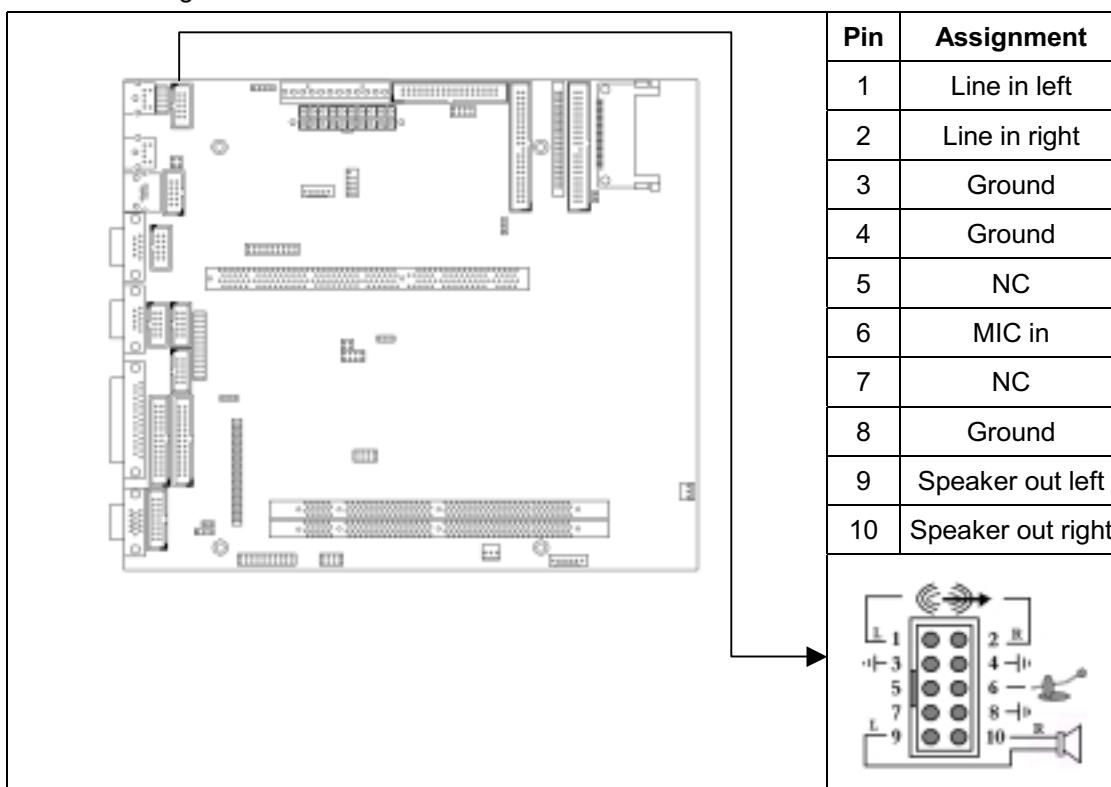 Pin Assignment
1 Line in left
2 Line in right
3 Ground
4 Ground
5 NC
6 MIC in
7 NC
8 Ground
9 Speaker out left
10 Speaker out right
L 1 2 R
3 4
5 6
7 8
L 9 10 R